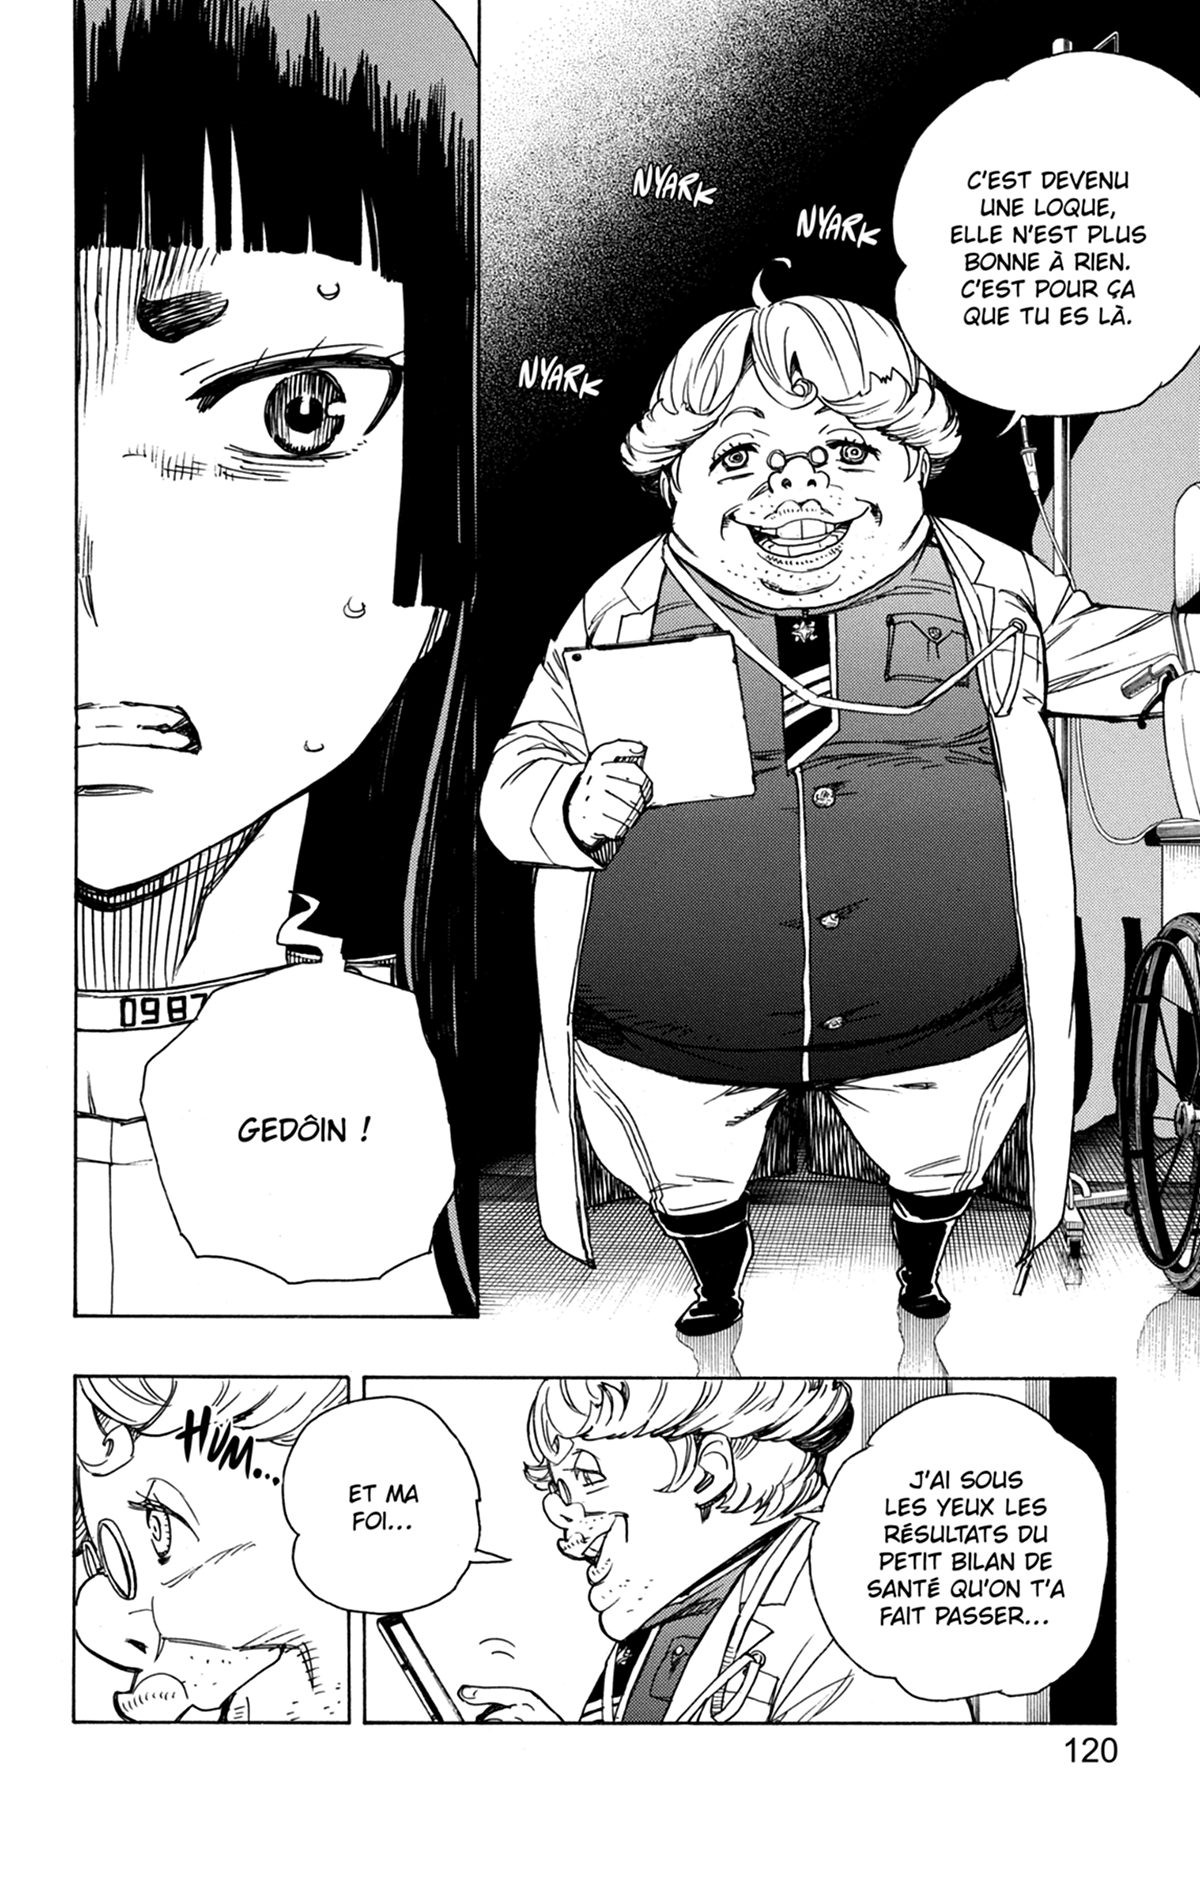 C'EST DEVENU
UNE LOQUE,
ELLE N'EST PLUS
BONNE À RIEN.
C'EST POUR ÇA
QUE TU ES LÀ.
NYARK
NYARK
NYARK
0987
GEDÔIN !
J'AI SOUS
LES YEUX LES
RÉSULTATS DU
PETIT BILAN DE
SANTÉ QU'ON T'A
FAIT PASSER...
ET MA
FOI...
HUM...
120